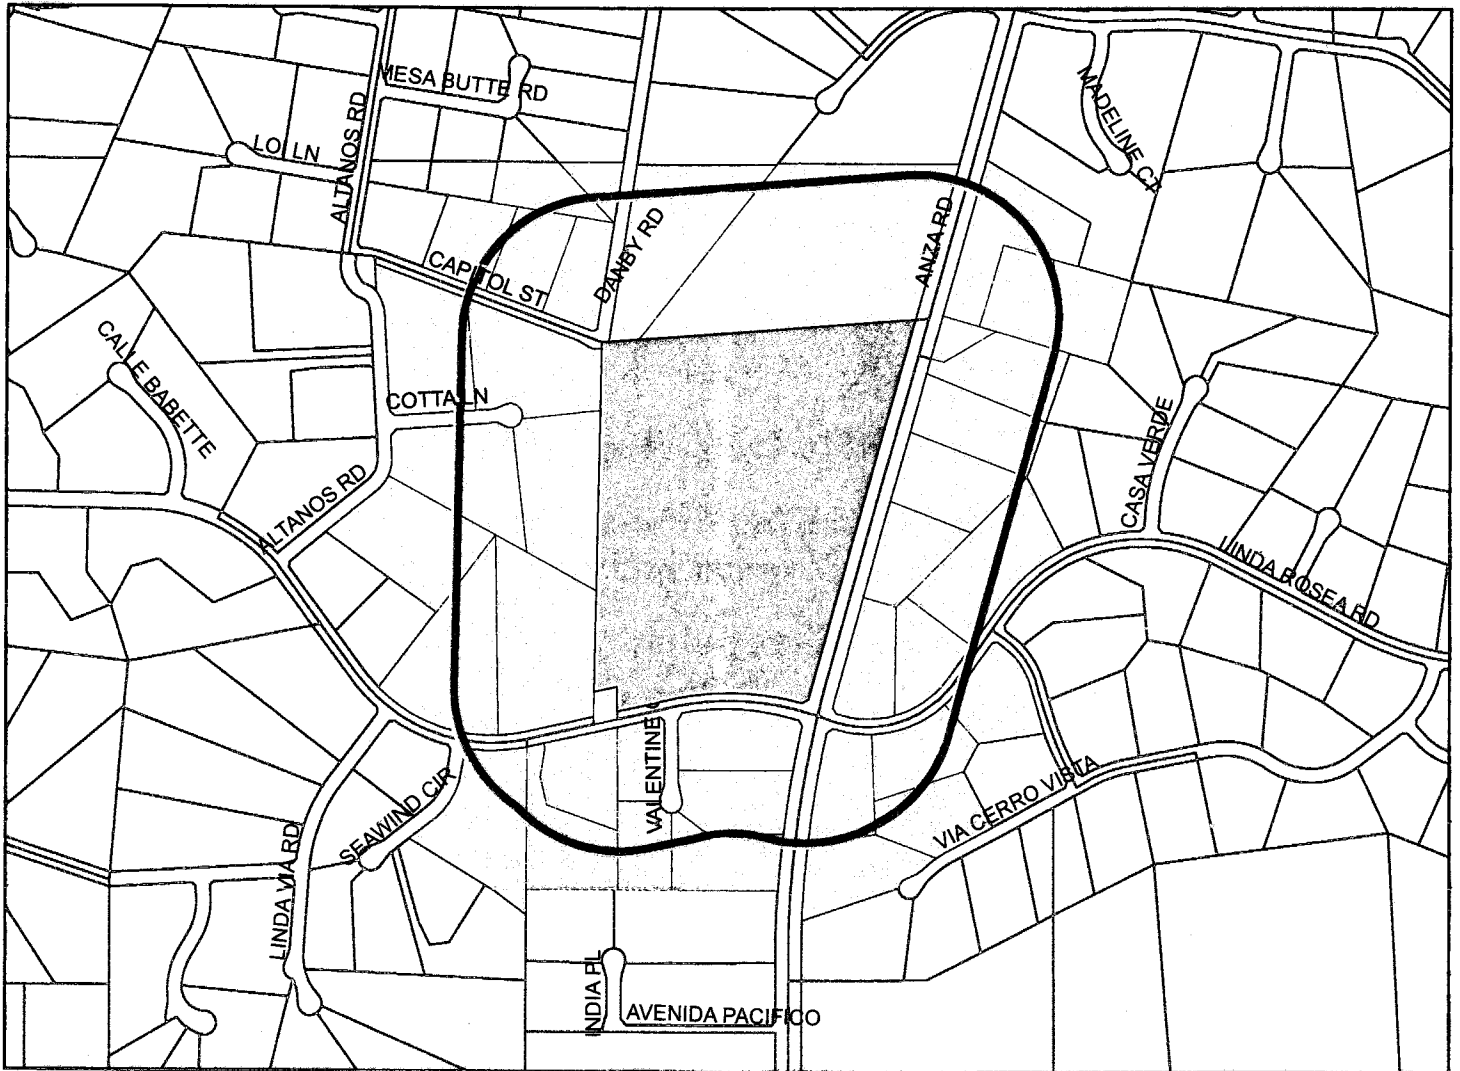 MESA BUTTE RD
MADELINE CT
ALTANOS RD
LOI LN
DANBY RD
ANZA RD
CAPITOL ST
CALLE BABETTE
COTTA LN
CASA VERDE
ALTANOS RD
LINDA ROSEA RD
VALENTINE
SEAWIND CIR
VIA CERRO VISTA
LINDA VIA RD
INDIA PL
AVENIDA PACIFICO